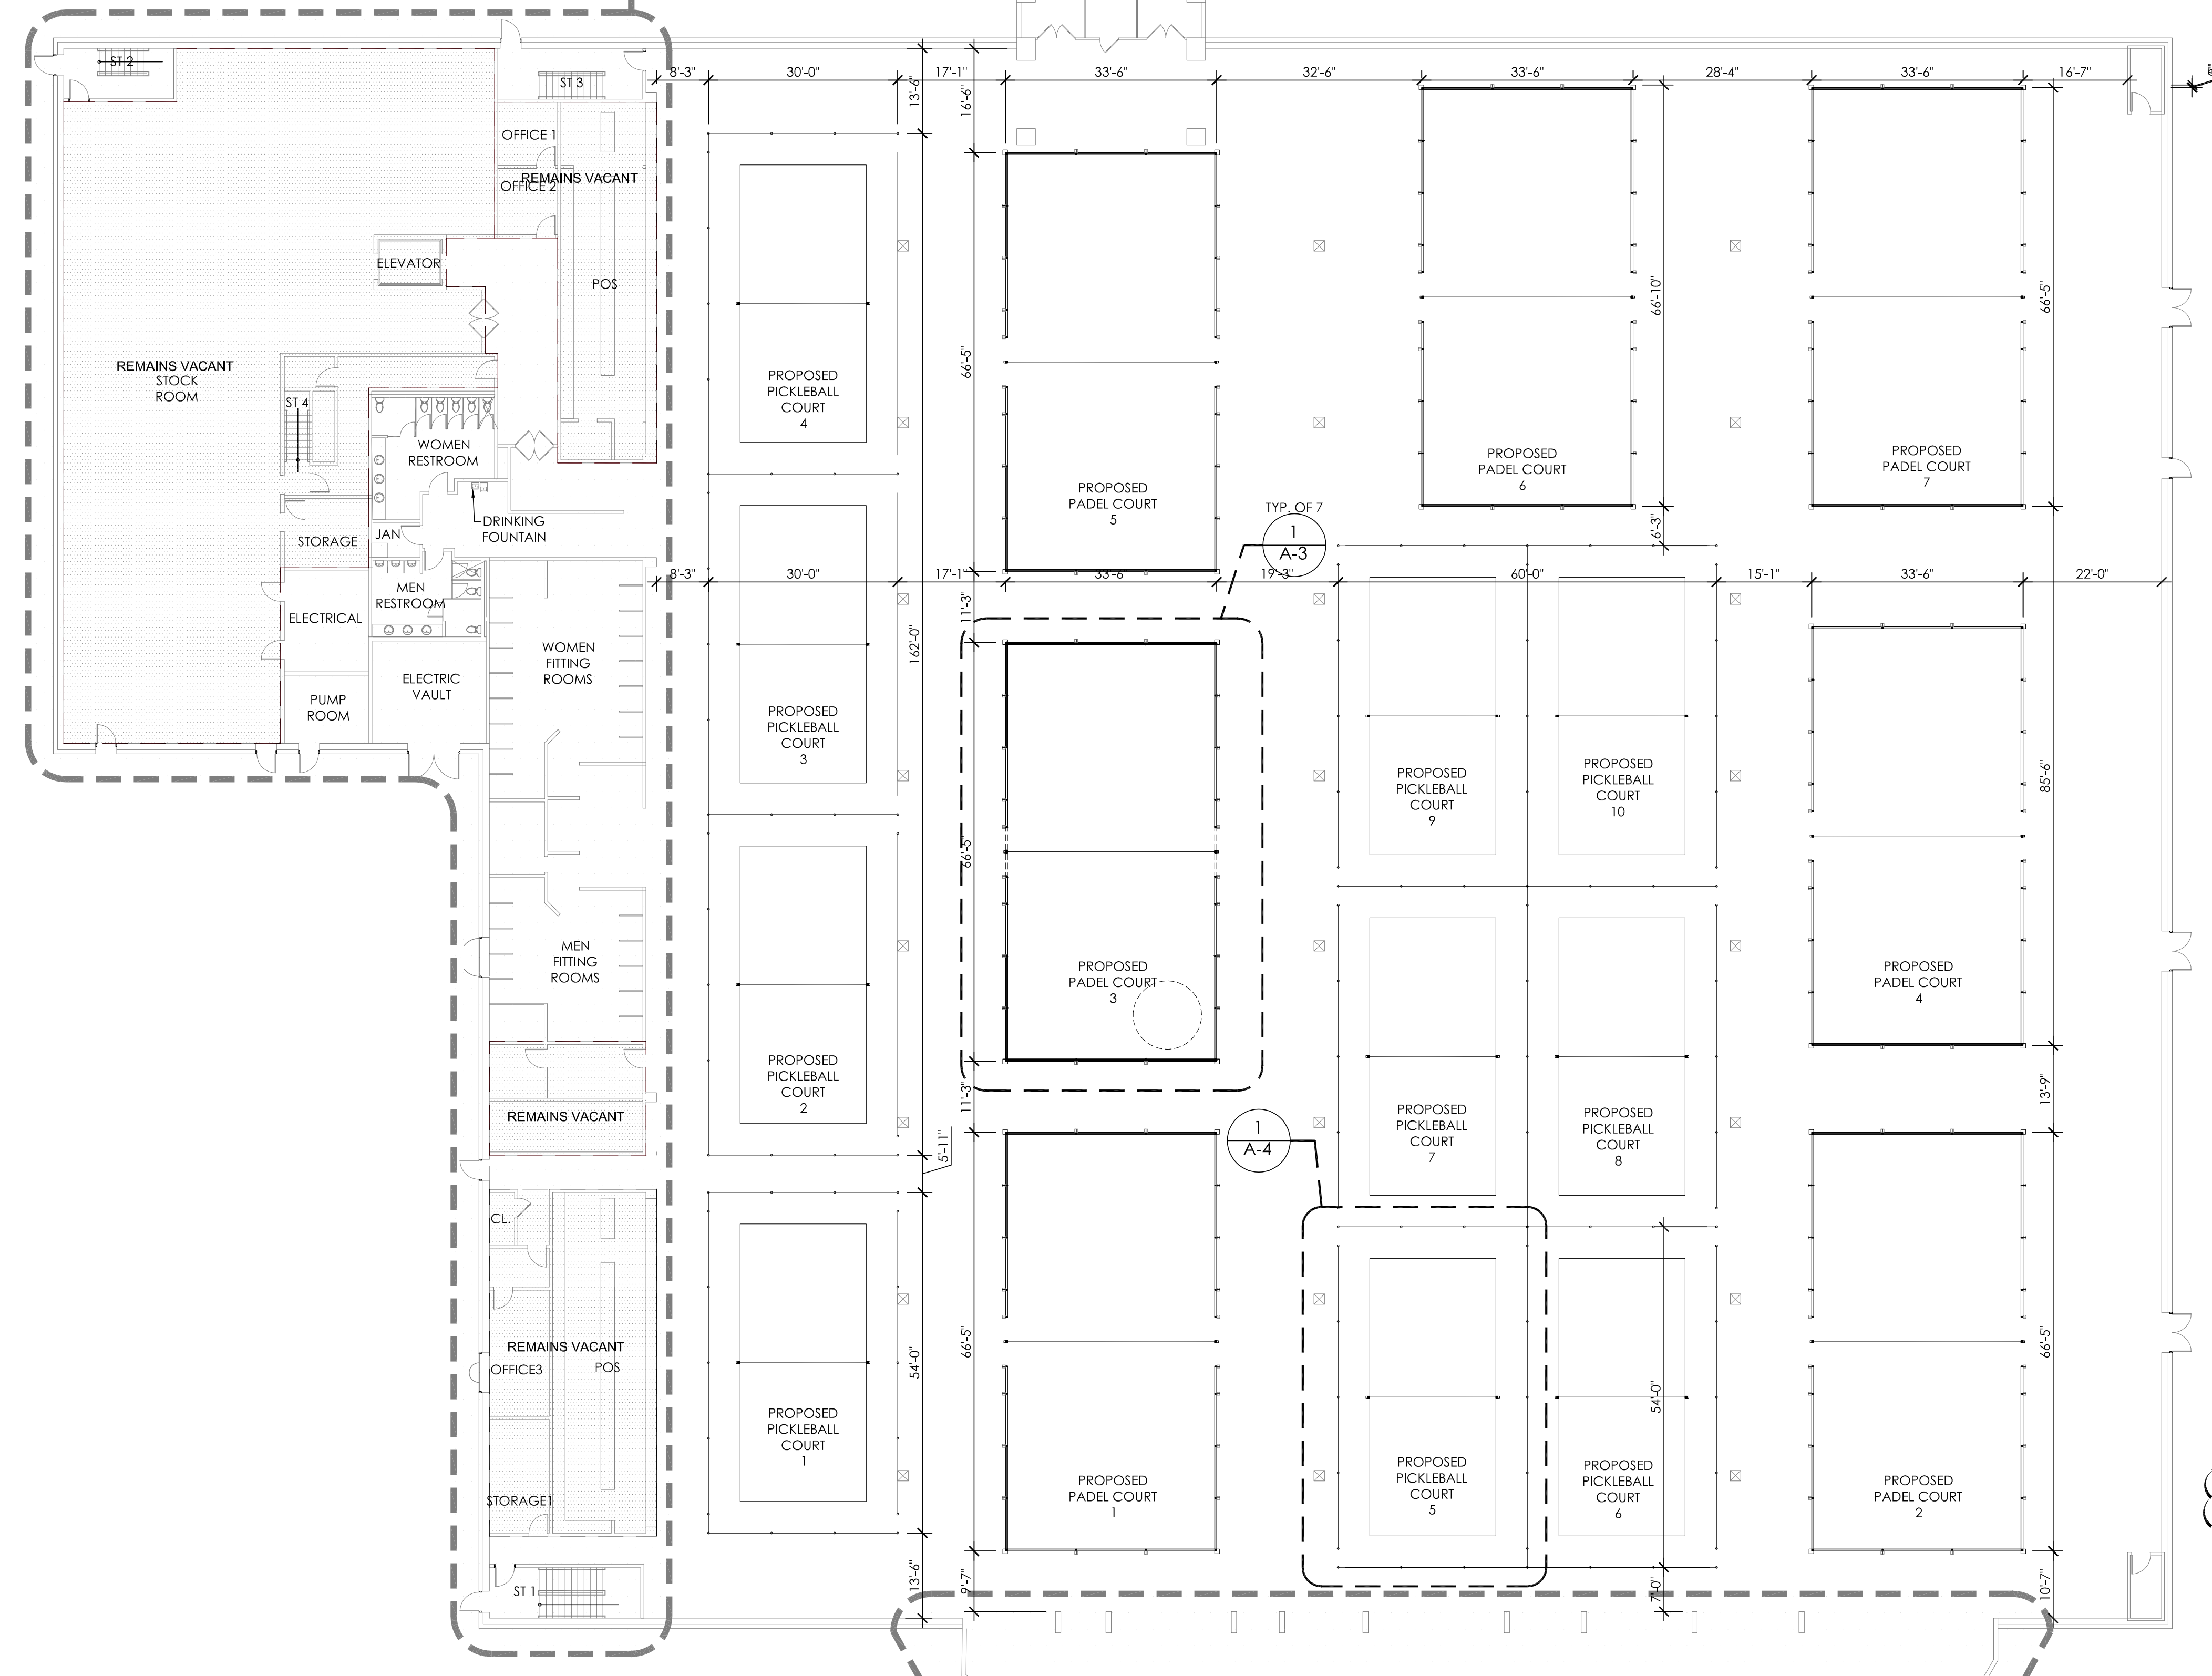 ST 2
ST 3
8'-3"
30'-0"
17'-1"
33'-6"
32'-6"
33'-6"
28'-4"
33'-6"
16'-7"
13'-6"
16'-6"
OFFICE 1
REMAINS VACANT
OFFICE 2
ELEVATOR
POS
66'-10"
66'-5"
REMAINS VACANT
STOCK
ROOM
66'-5"
PROPOSED
PICKLEBALL
COURT
4
ST 4
WOMEN
RESTROOM
PROPOSED
PADEL COURT
5
PROPOSED
PADEL COURT
6
PROPOSED
PADEL COURT
7
TYP. OF 7
1
A-3
6'-3"
DRINKING
FOUNTAIN
JAN
STORAGE
MEN
RESTROOM
ELECTRICAL
8'-3"
30'-0"
17'-1"
33'-6"
19'-3"
60'-0"
15'-1"
33'-6"
22'-0"
11'-3"
162'-0"
WOMEN
FITTING
ROOMS
ELECTRIC
VAULT
PUMP
ROOM
PROPOSED
PICKLEBALL
COURT
3
PROPOSED
PICKLEBALL
COURT
9
PROPOSED
PICKLEBALL
COURT
10
85'-6"
66'-5"
MEN
FITTING
ROOMS
PROPOSED
PADEL COURT
3
PROPOSED
PADEL COURT
4
PROPOSED
PICKLEBALL
COURT
2
11'-3"
13'-9"
REMAINS VACANT
5'-11"
1
A-4
PROPOSED
PICKLEBALL
COURT
7
PROPOSED
PICKLEBALL
COURT
8
CL.
REMAINS VACANT
OFFICE3
POS
54'-0"
66'-5"
54'-0"
66'-5"
PROPOSED
PICKLEBALL
COURT
1
STORAGE1
PROPOSED
PADEL COURT
1
PROPOSED
PICKLEBALL
COURT
5
PROPOSED
PICKLEBALL
COURT
6
PROPOSED
PADEL COURT
2
ST 1
13'-6"
9'-7"
7'-0"
10'-7"